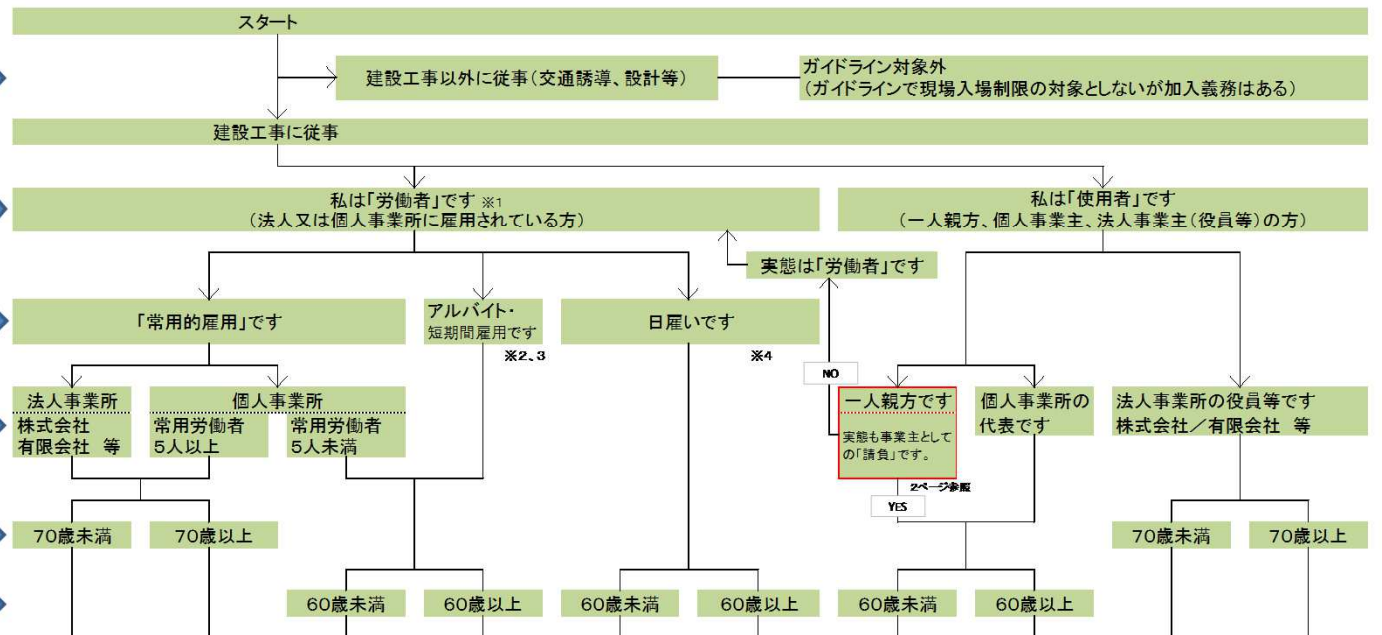 スタート
建設工事以外に従事(交通誘導、設計等)
ガイドライン対象外
(ガイドラインで現場入場制限の対象としないが加入義務はある)
建設工事に従事
私は「労働者」です ※1
(法人又は個人事業所に雇用されている方)
私は「使用者」です
(一人親方、個人事業主、法人事業主(役員等)の方)
実態は「労働者」です
「常用的雇用」です
アルバイト・
短期間雇用です
※2、3
日雇いです
※4
NO
法人事業所
株式会社
有限会社 等
個人事業所
常用労働者
5人以上
常用労働者
5人未満
一人親方です
実態も事業主として
の「請負」です。
2ページ参照
YES
個人事業所の
代表です
法人事業所の役員等です
株式会社/有限会社 等
70歳未満
70歳以上
70歳未満
70歳以上
60歳未満
60歳以上
60歳未満
60歳以上
60歳未満
60歳以上